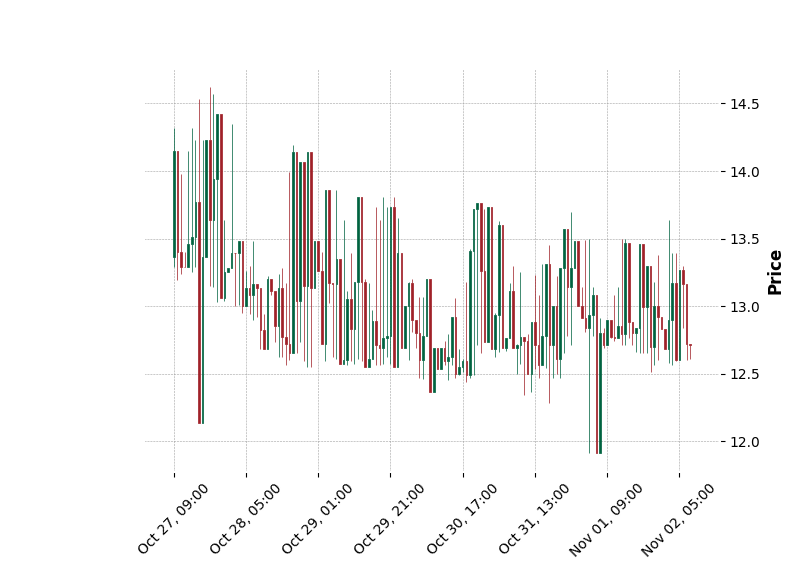 14.5
14.0
13.5
13.0
12.5
12.0
Price
Oct 27, 09:00
Oct 28, 05:00
Oct 29, 01:00
Oct 29, 21:00
Oct 30, 17:00
Oct 31, 13:00
Nov 01, 09:00
Nov 02, 05:00